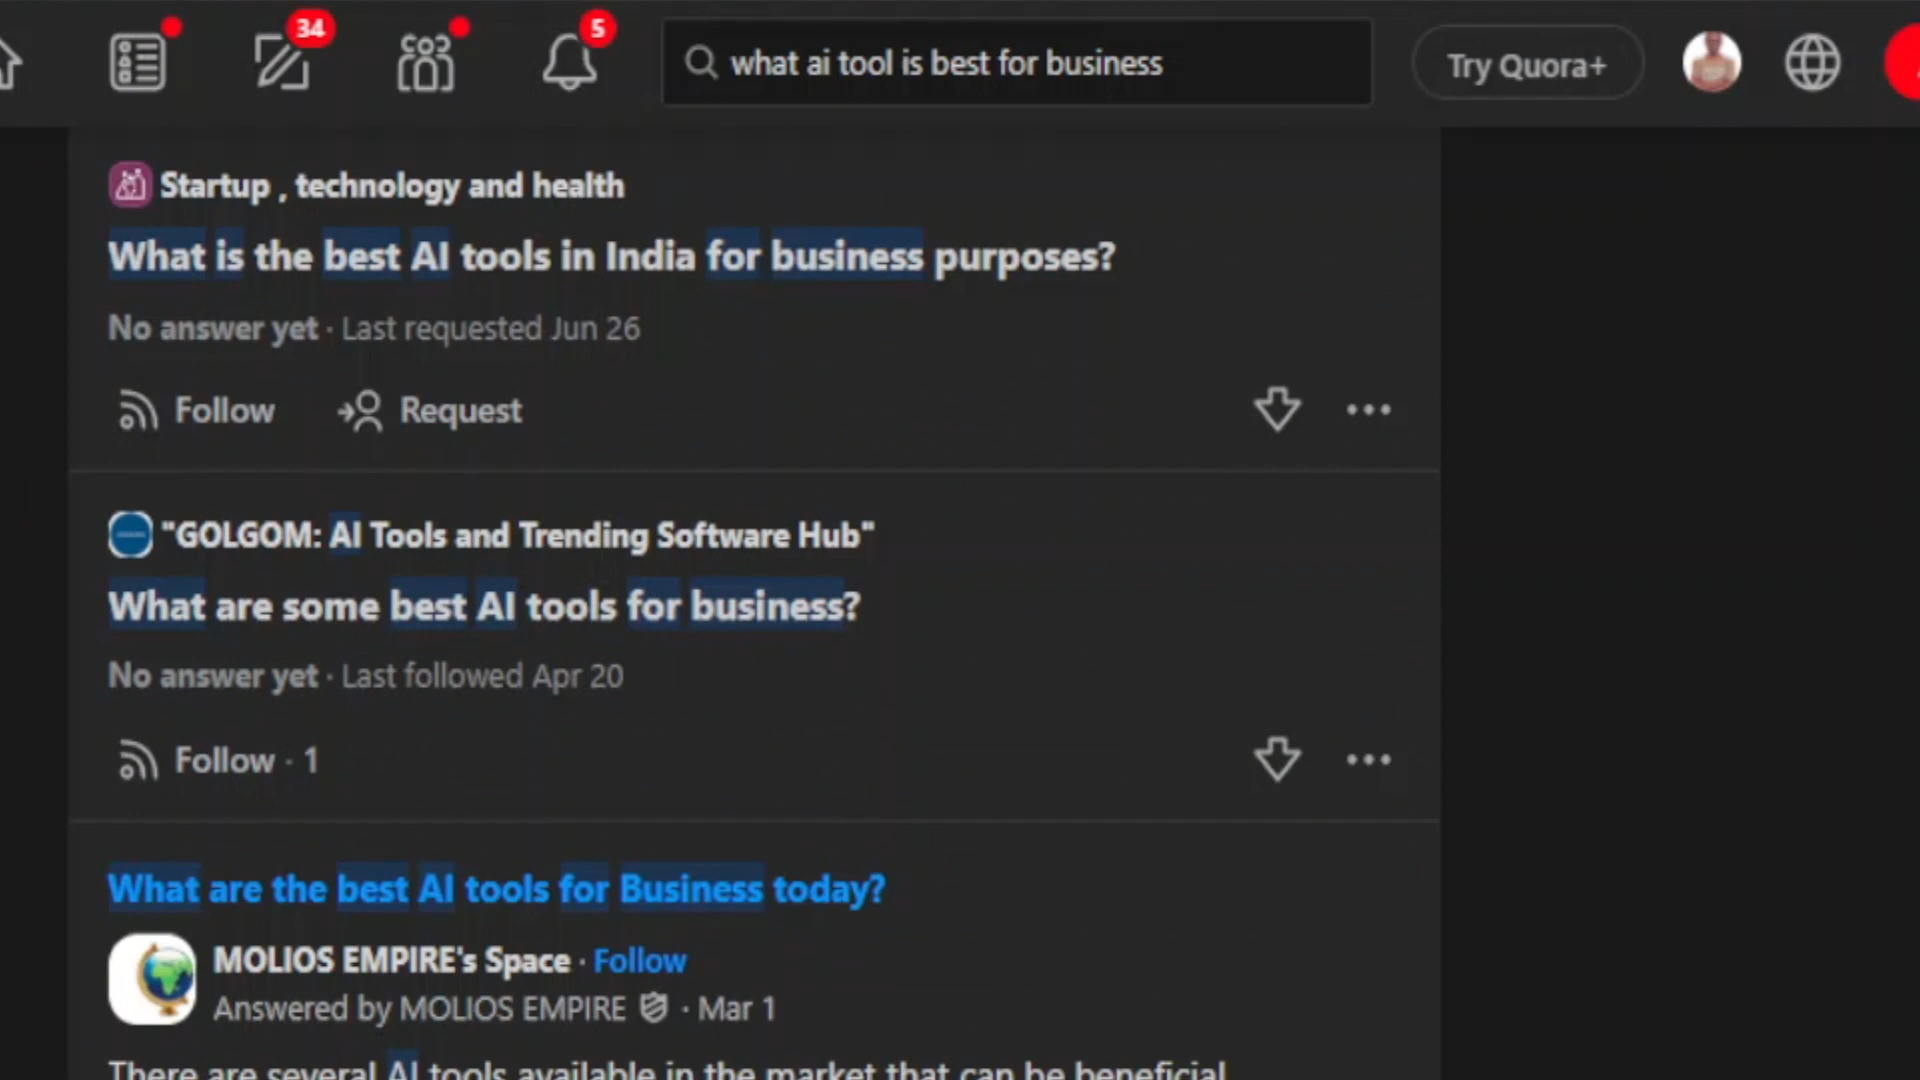 34
5
what ai tool is best for business
Try Quora+
Startup , technology and health
What is the best AI tools in India for business purposes?
No answer yet · Last requested Jun 26
Follow
Request
"GOLGOM: AI Tools and Trending Software Hub"
What are some best AI tools for business?
No answer yet · Last followed Apr 20
Follow · 1
What are the best AI tools for Business today?
MOLIOS EMPIRE's Space · Follow
Answered by MOLIOS EMPIRE · Mar 1
There are several AI tools available in the market that can be beneficial